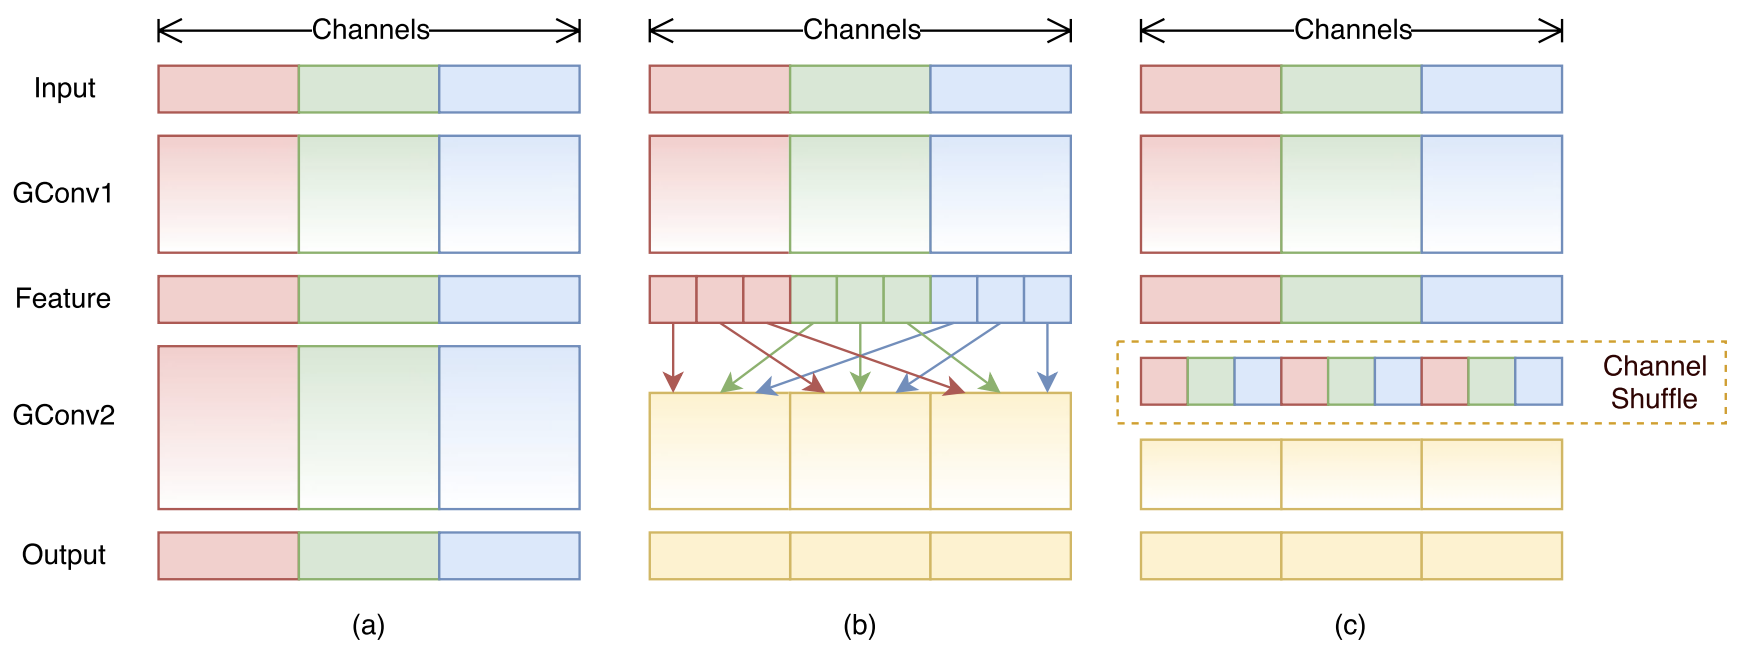 Channels Channels Channels
Input
GConv1
Feature
Channel
Shuffle
GConv2
Output
(a) (b) (c)